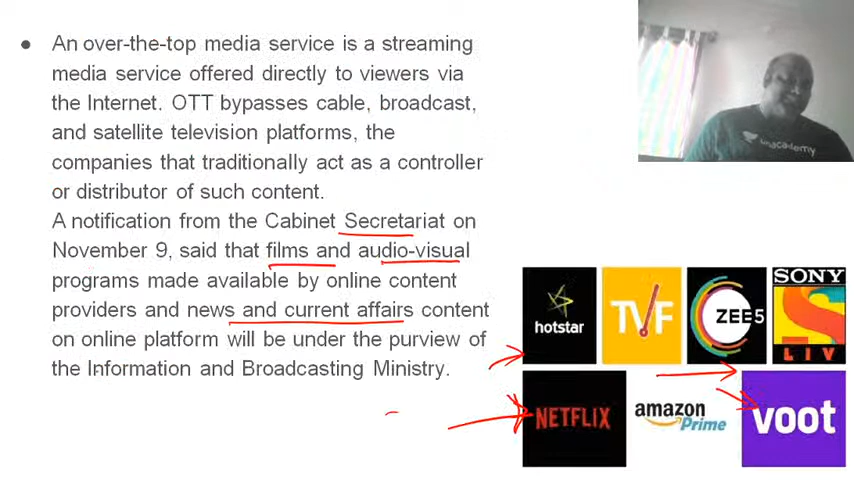 An over-the-top media service is a streaming
media service offered directly to viewers via
the Internet. OTT bypasses cable, broadcast,
and satellite television platforms, the
companies that traditionally act as a controller
or distributor of such content.
A notification from the Cabinet Secretariat on
November 9, said that films and audio-visual
programs made available by online content
providers and news and current affairs content
on online platform will be under the purview of
the Information and Broadcasting Ministry.
unacademy
hotstar
TVF
ZEE5
SONY
LIV
NETFLIX
amazon
Prime
voot